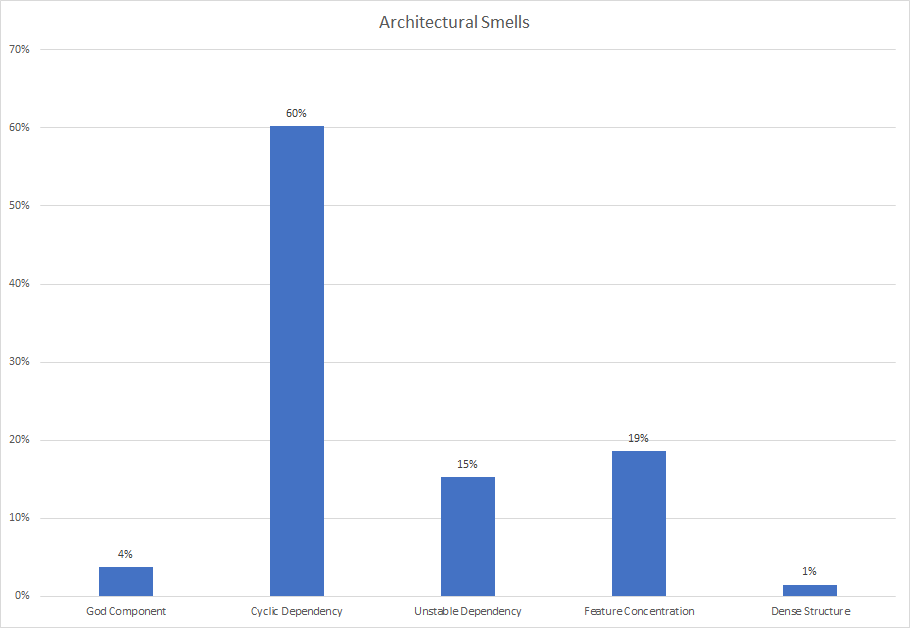 Architectural Smells
70%
60%
50%
40%
30%
20%
10%
0%
4%
60%
15%
19%
1%
God Component
Cyclic Dependency
Unstable Dependency
Feature Concentration
Dense Structure